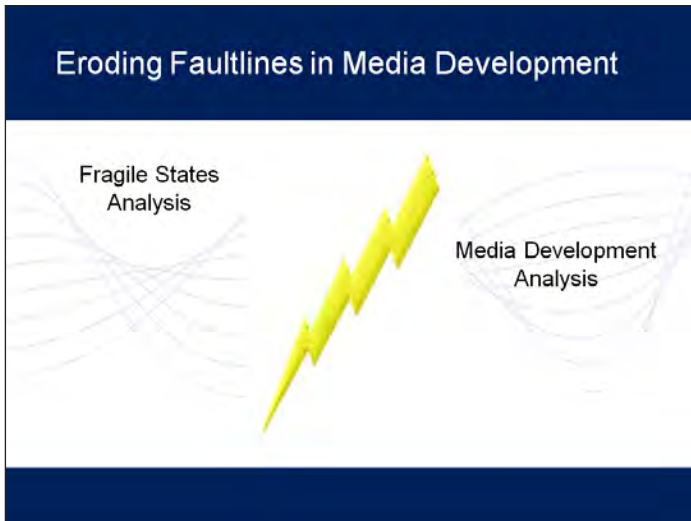 Eroding Faultlines in Media Development
Fragile States
Analysis
Media Development
Analysis